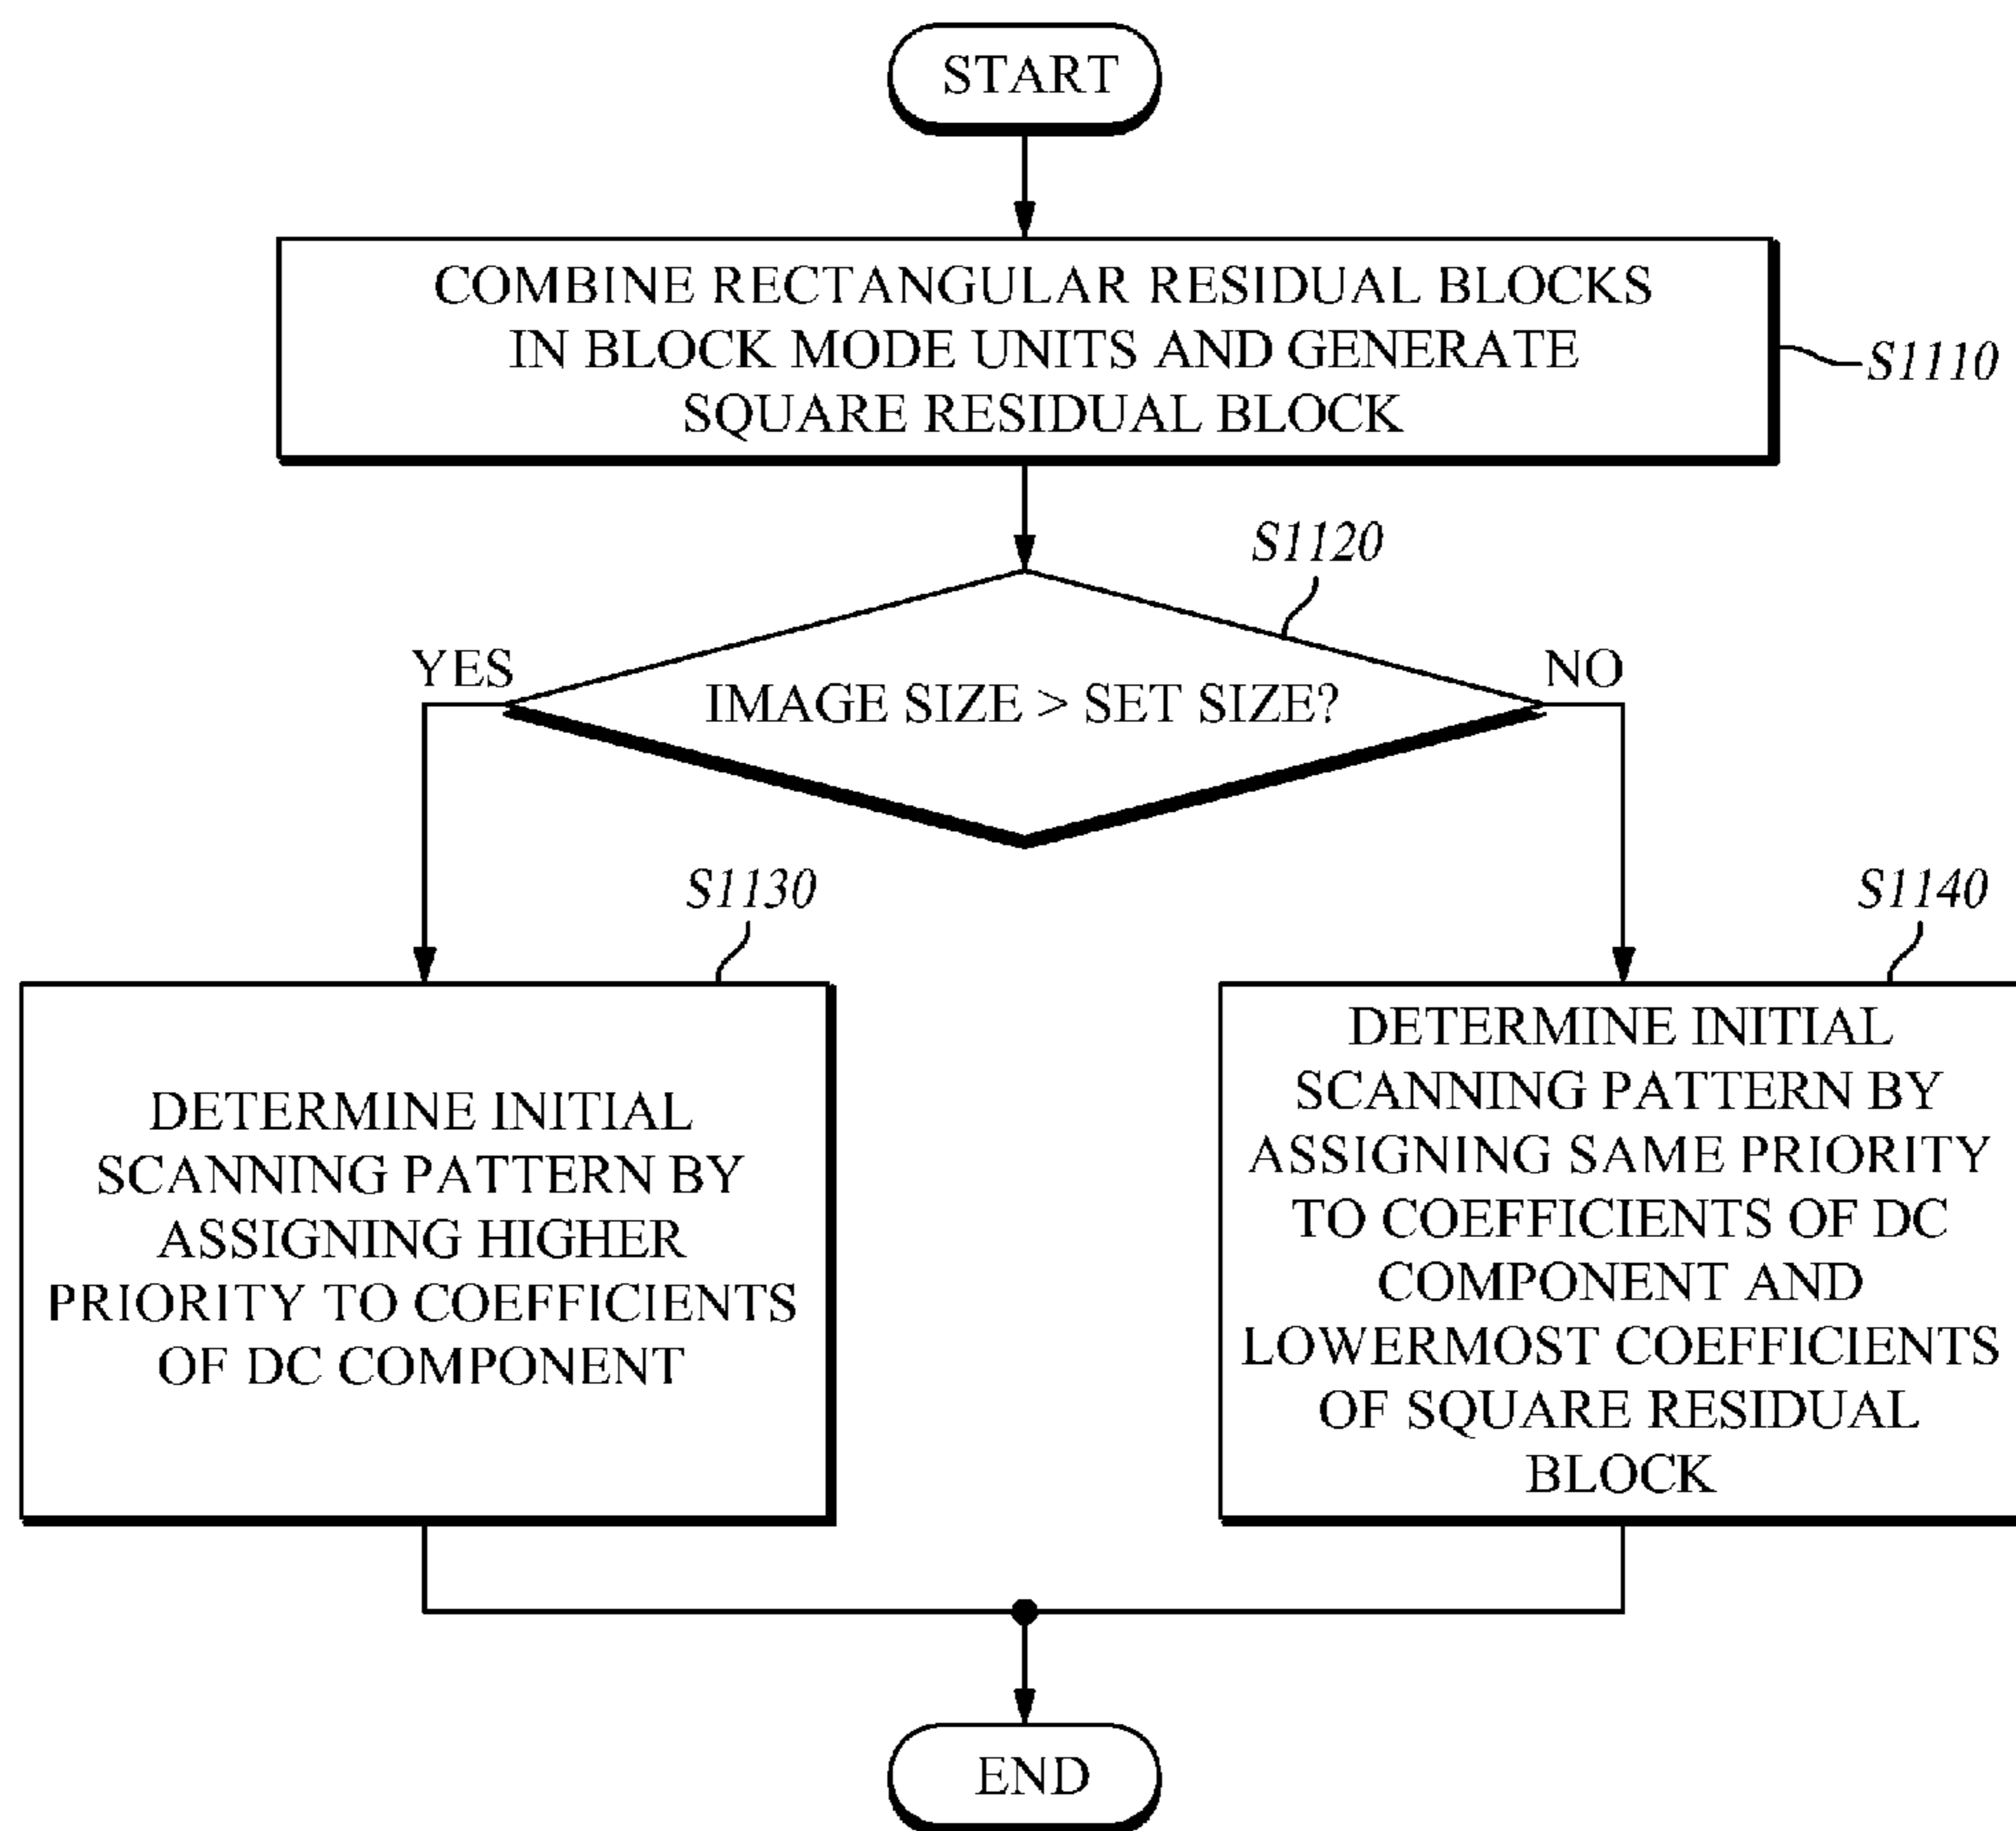 START
COMBINE RECTANGULAR RESIDUAL BLOCKS
IN BLOCK MODE UNITS AND GENERATE
SQUARE RESIDUAL BLOCK
S1110
S1120
YES
IMAGE SIZE > SET SIZE?
NO
S1130
DETERMINE INITIAL
SCANNING PATTERN BY
ASSIGNING HIGHER
PRIORITY TO COEFFICIENTS
OF DC COMPONENT
S1140
DETERMINE INITIAL
SCANNING PATTERN BY
ASSIGNING SAME PRIORITY
TO COEFFICIENTS OF DC
COMPONENT AND
LOWERMOST COEFFICIENTS
OF SQUARE RESIDUAL
BLOCK
END